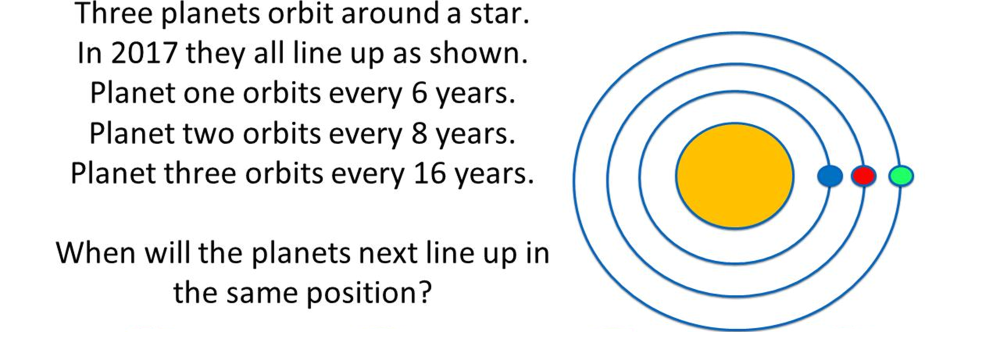 Three planets orbit around a star.
In 2017 they all line up as shown.
Planet one orbits every 6 years.
Planet two orbits every 8 years.
Planet three orbits every 16 years.
When will the planets next line up in
the same position?